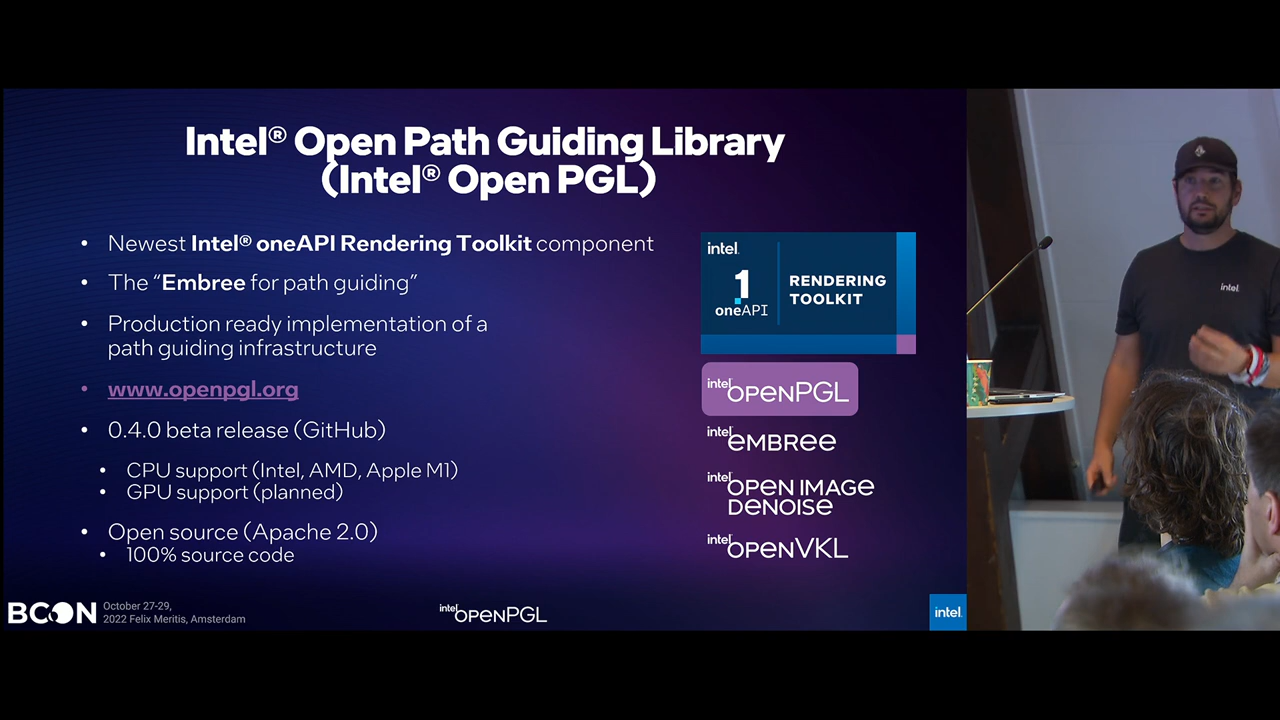 Intel® Open Path Guiding Library
(Intel® Open PGL)
• Newest Intel® oneAPI Rendering Toolkit component
• The “Embree for path guiding”
• Production ready implementation of a
path guiding infrastructure
• www.openpgl.org
• 0.4.0 beta release (GitHub)
• CPU support (Intel, AMD, Apple M1)
• GPU support (planned)
• Open source (Apache 2.0)
• 100% source code
intel.
1
oneAPI
RENDERING
TOOLKIT
intel openPGL
intel EMBREE
intel OPEN IMAGE
DENOISE
intel openVKL
BCON
October 27-29,
2022 Felix Meritis, Amsterdam
intel openPGL
intel.
intel.